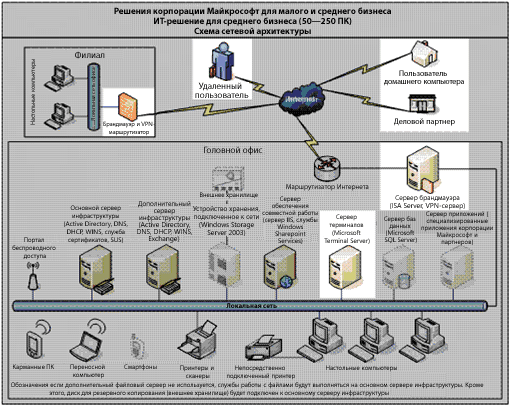 Решения корпорации Майкрософт для малого и среднего бизнеса
ИТ-решение для среднего бизнеса (50—250 ПК)
Схема сетевой архитектуры
Филиал
Настольные компьютеры
Локальная сеть офиса
Брандмауэр и VPN-
маршрутизатор
Удаленный
пользователь
Интернет
Пользователь
домашнего компьютера
Деловой партнер
Головной офис
Маршрутизатор Интернета
Сервер брандмауэра
(ISA Server, VPN-сервер)
Портал
беспроводного
доступа
Основной сервер
инфраструктуры
(Active Directory, DNS,
DHCP, WINS, служба
сертификатов, SUS)
Дополнительный
сервер
инфраструктуры
(Active Directory,
DNS, DHCP, WINS,
Exchange)
Внешнее хранилище
Устройство хранения,
подключенное к сети
(Windows Storage
Server 2003)
Сервер
обеспечения
совместной работы
(сервер IIS, службы
Windows
Sharepoint
Services)
Сервер
терминалов
(Microsoft
Terminal Server)
Сервер баз
данных
(Microsoft
SQL Server)
Сервер приложений (
специализированные
приложения корпорации
Майкрософт и
партнеров)
Локальная сеть
Карманные ПК
Переносной
компьютер
Смартфоны
Принтеры и
сканеры
Непосредственно
подключенный принтер
Настольные компьютеры
Обозначения если дополнительный файловый сервер не используется, службы работы с файлами будут выполняться на основном сервере инфраструктуры. Кроме
этого, диск для резервного копирования (внешнее хранилище) будет подключен к основному серверу инфраструктуры